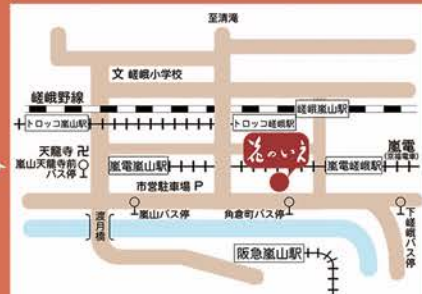 至清滝
文 嵯峨小学校
嵯峨野線
嵯峨嵐山駅
トロッコ嵐山駅
トロッコ嵯峨駅
花のいえ
天龍寺 卍
嵐山天龍寺前
バス停
嵐電嵐山駅
嵐電嵯峨駅
嵐電
(京福電車)
市営駐車場 P
嵐山バス停
角倉町バス停
下嵯峨バス停
渡月橋
阪急嵐山駅